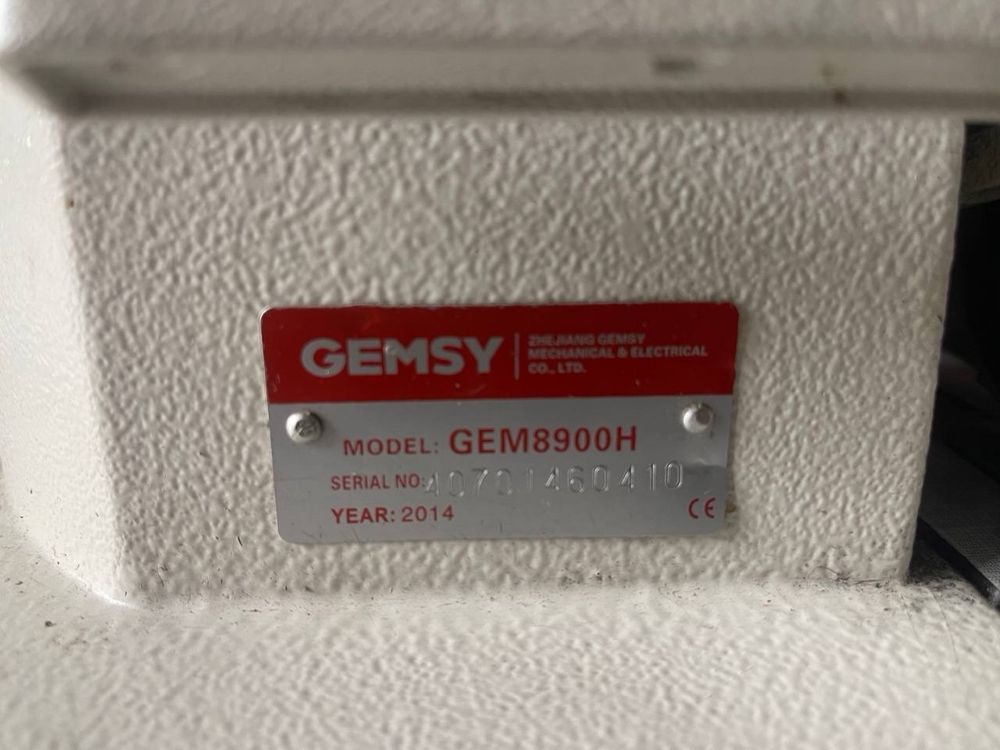 GEMSY
ZHEJIANG GEMSY
MECHANICAL & ELECTRICAL
CO., LTD.
MODEL: GEM8900H
SERIAL NO: 40701460410
YEAR: 2014
CE